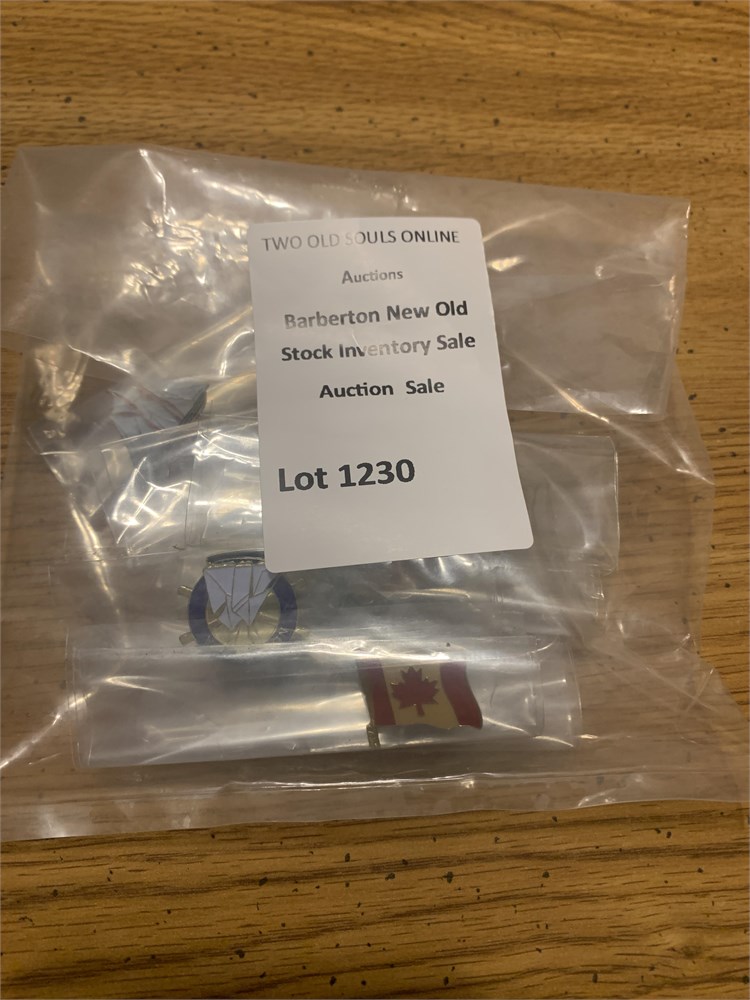 TWO OLD SOULS ONLINE
Auctions
Barberton New Old
Stock Inventory Sale
Auction Sale
Lot 1230